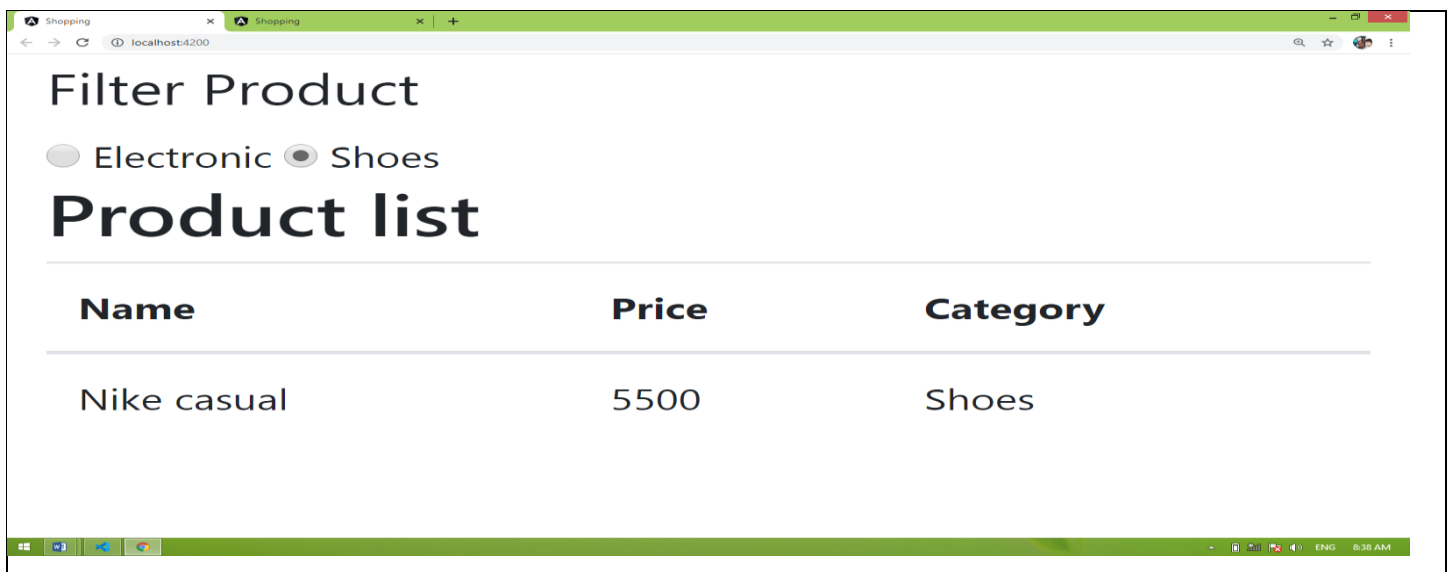 Shopping Shopping
localhost:4200
Filter Product
Electronic Shoes
Product list
Name Price Category
Nike casual 5500 Shoes
ENG 8:38 AM